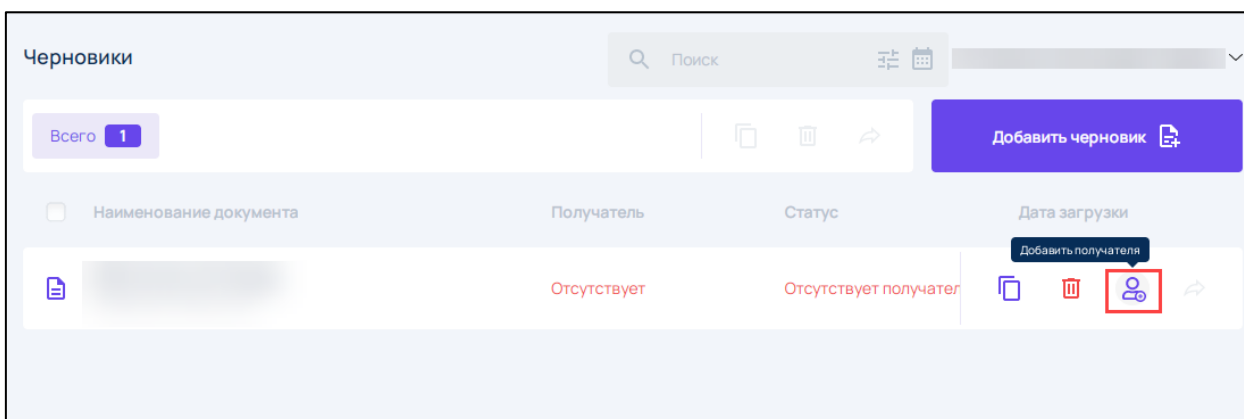 Черновики
Поиск
Всего 1
Добавить черновик
Наименование документа Получатель Статус Дата загрузки
Добавить получателя
Отсутствует Отсутствует получател